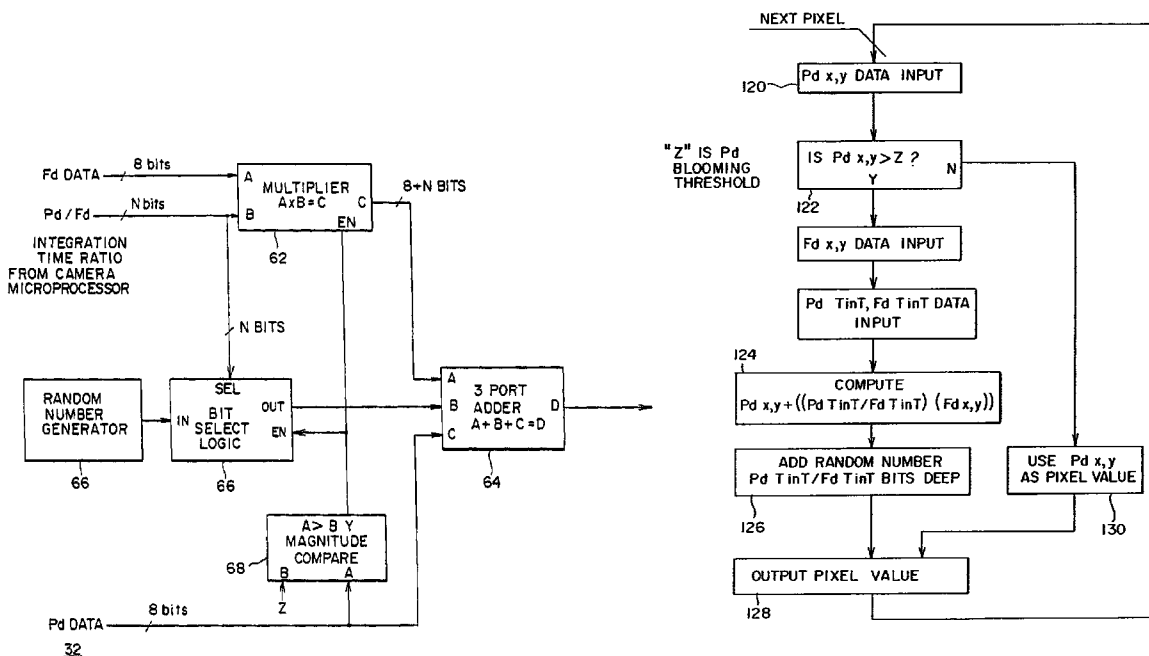 Fd DATA
8 bits
Pd / Fd
N bits
INTEGRATION
TIME RATIO
FROM CAMERA
MICROPROCESSOR
A
MULTIPLIER
A x B = C
C
B
EN
62
8+N BITS
N BITS
RANDOM
NUMBER
GENERATOR
66
SEL
IN
BIT
SELECT
LOGIC
OUT
EN
66
A
B
C
3 PORT
ADDER
A+B+C=D
D
64
A > B Y
MAGNITUDE
COMPARE
B
A
68
Z
Pd DATA
8 bits
32
NEXT PIXEL
Pd x,y DATA INPUT
120
"Z" IS Pd
BLOOMING
THRESHOLD
IS Pd x,y > Z ?
Y
N
122
Fd x,y DATA INPUT
Pd TinT, Fd TinT DATA
INPUT
124
COMPUTE
Pd x,y + ((Pd TinT/Fd TinT) (Fd x,y))
ADD RANDOM NUMBER
Pd TinT/Fd TinT BITS DEEP
126
USE Pd x,y
AS PIXEL VALUE
130
OUTPUT PIXEL VALUE
128